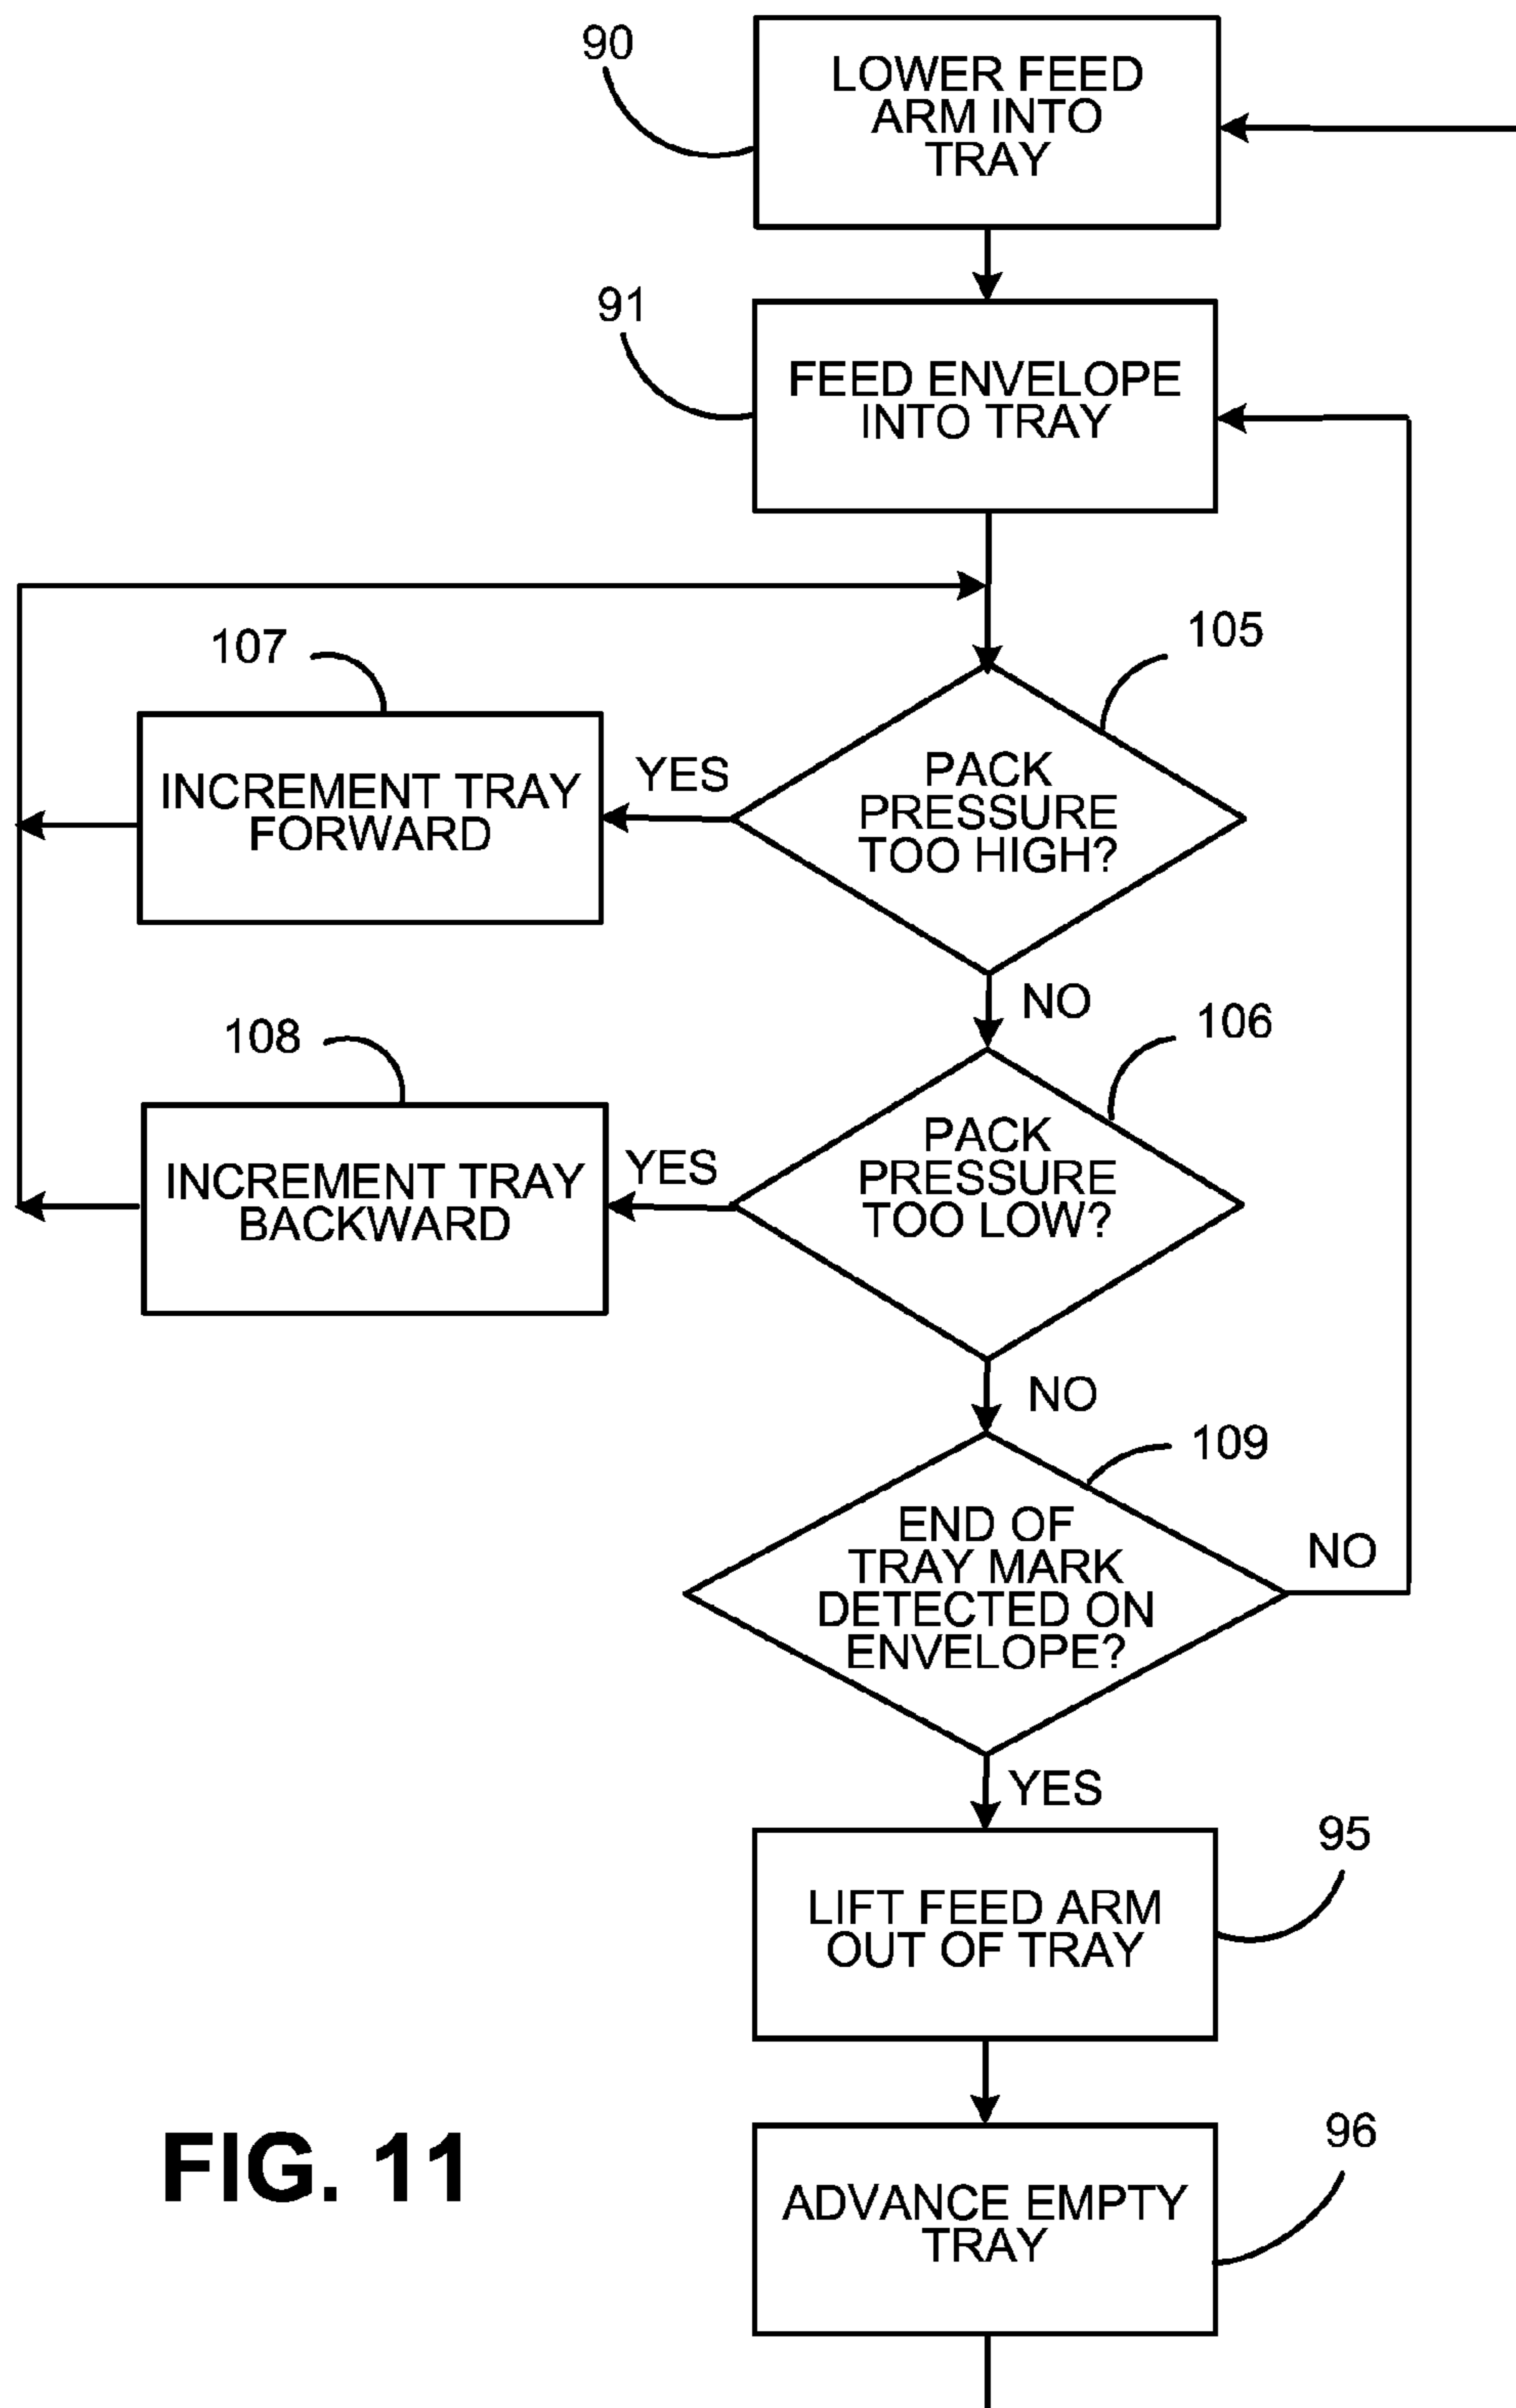 90
LOWER FEED
ARM INTO
TRAY
91
FEED ENVELOPE
INTO TRAY
105
107
PACK
PRESSURE
TOO HIGH?
YES
INCREMENT TRAY
FORWARD
NO
106
108
PACK
PRESSURE
TOO LOW?
YES
INCREMENT TRAY
BACKWARD
NO
109
END OF
TRAY MARK
DETECTED ON
ENVELOPE?
NO
YES
95
LIFT FEED ARM
OUT OF TRAY
96
ADVANCE EMPTY
TRAY
FIG. 11